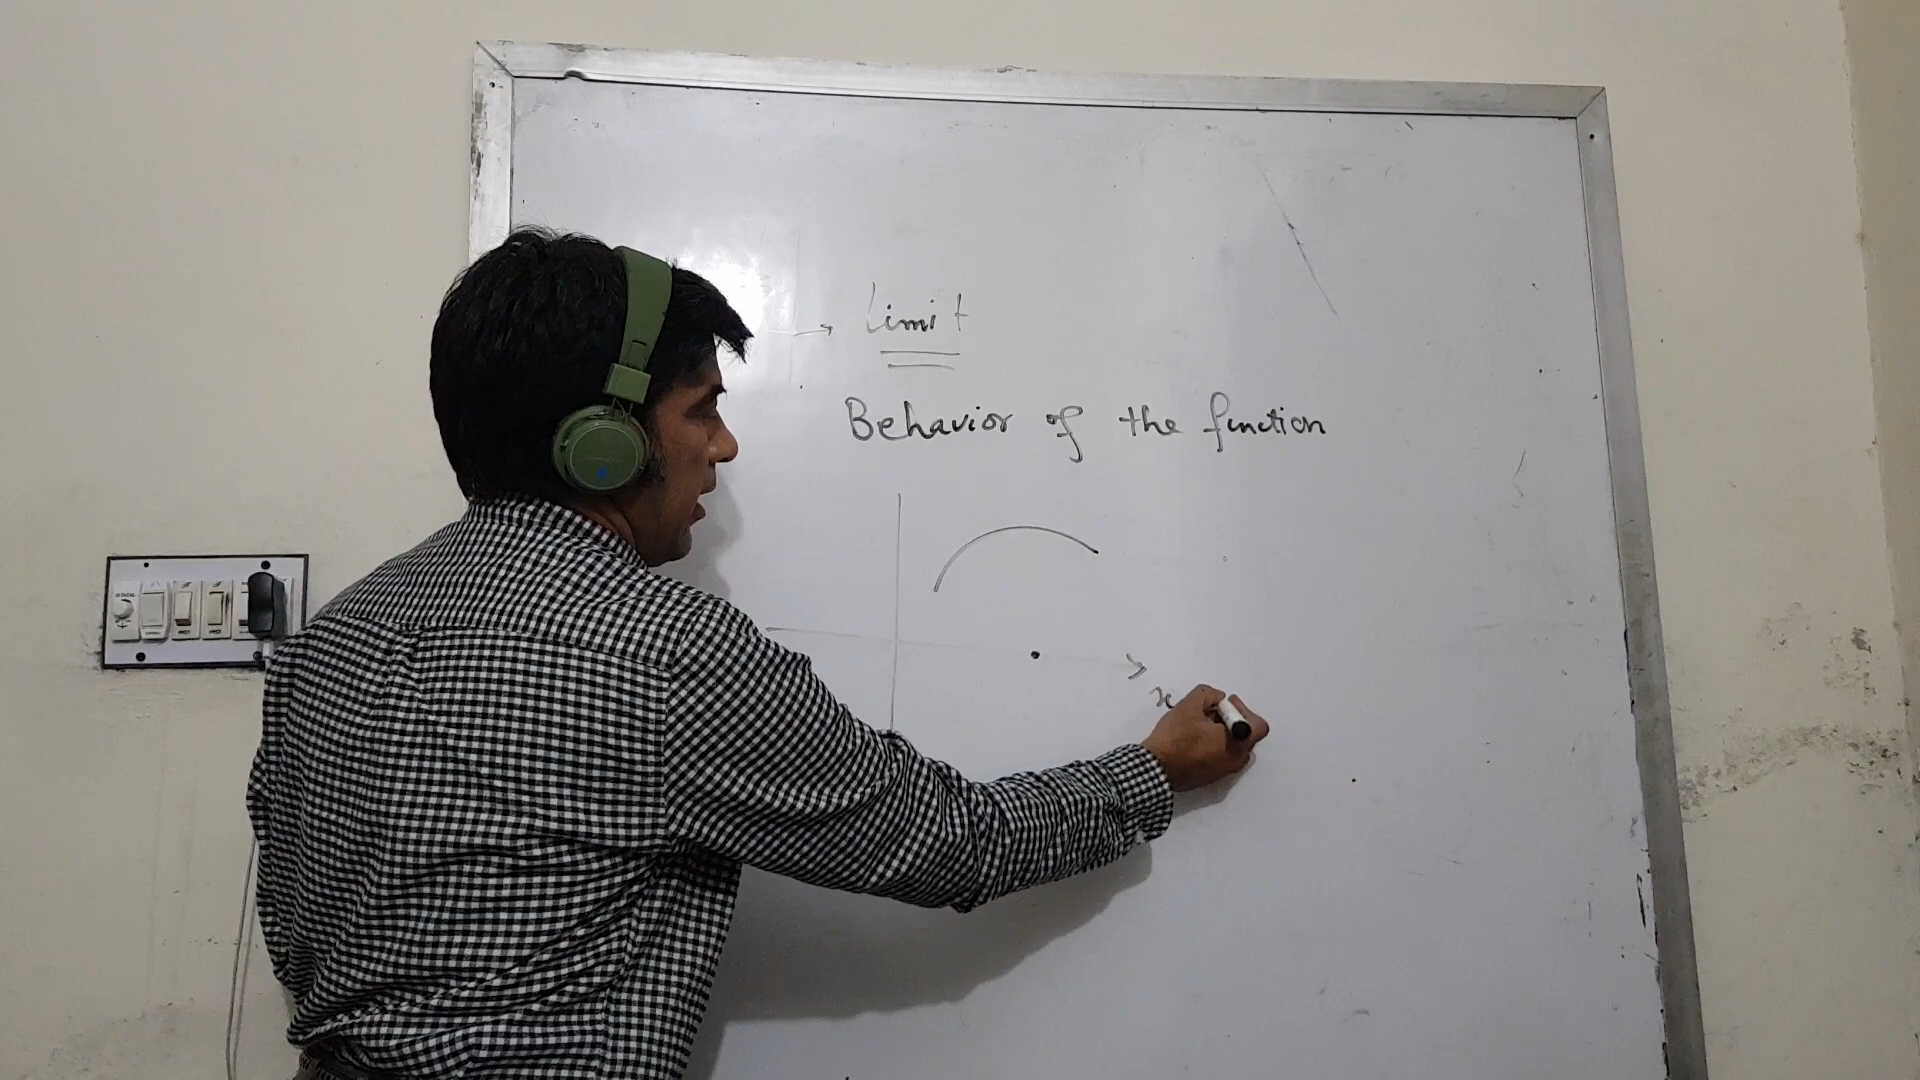 → Limit
Behavior of the function
x